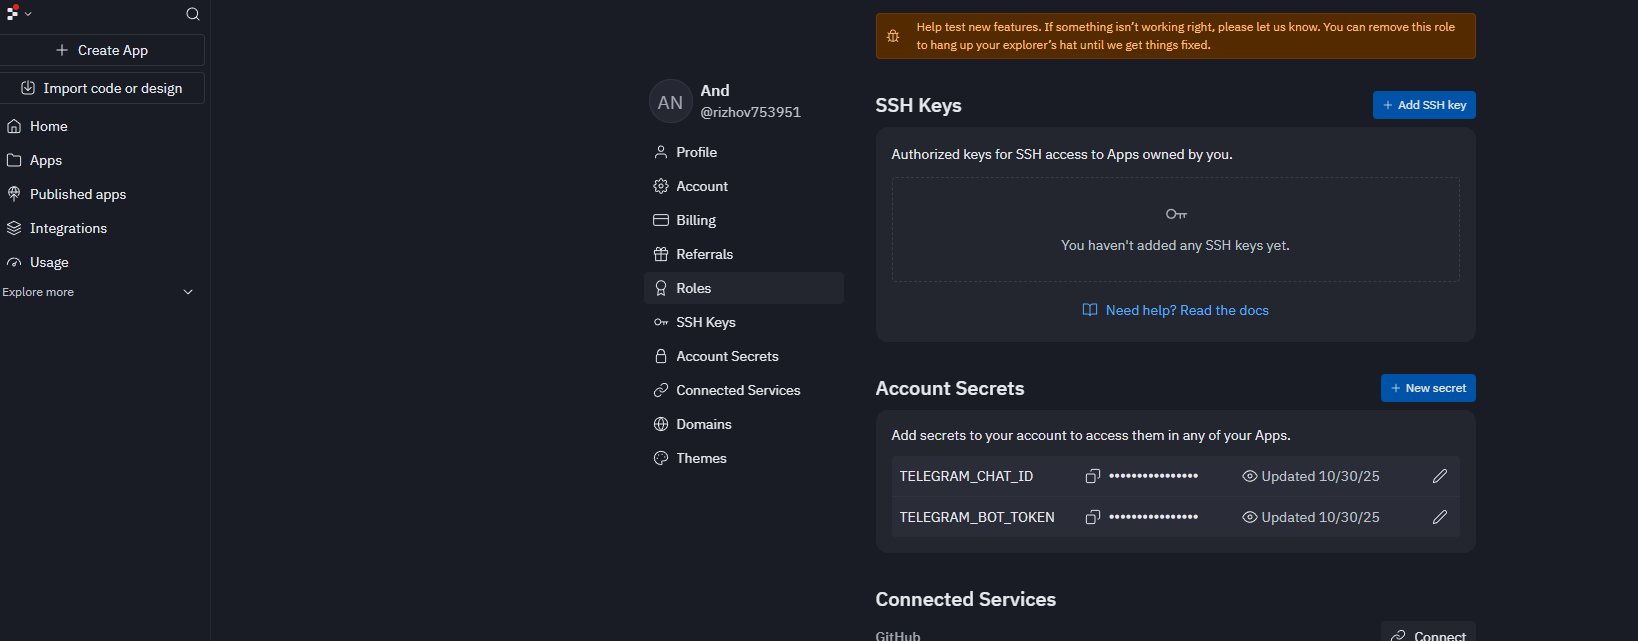 Create App
Import code or design
Home
Apps
Published apps
Integrations
Usage
Explore more
AN
And
@rizhov753951
Profile
Account
Billing
Referrals
Roles
SSH Keys
Account Secrets
Connected Services
Domains
Themes
Help test new features. If something isn’t working right, please let us know. You can remove this role
to hang up your explorer’s hat until we get things fixed.
SSH Keys
+ Add SSH key
Authorized keys for SSH access to Apps owned by you.
You haven't added any SSH keys yet.
Need help? Read the docs
Account Secrets
+ New secret
Add secrets to your account to access them in any of your Apps.
TELEGRAM_CHAT_ID •••••••••••••••• Updated 10/30/25
TELEGRAM_BOT_TOKEN •••••••••••••••• Updated 10/30/25
Connected Services
GitHub
Connect